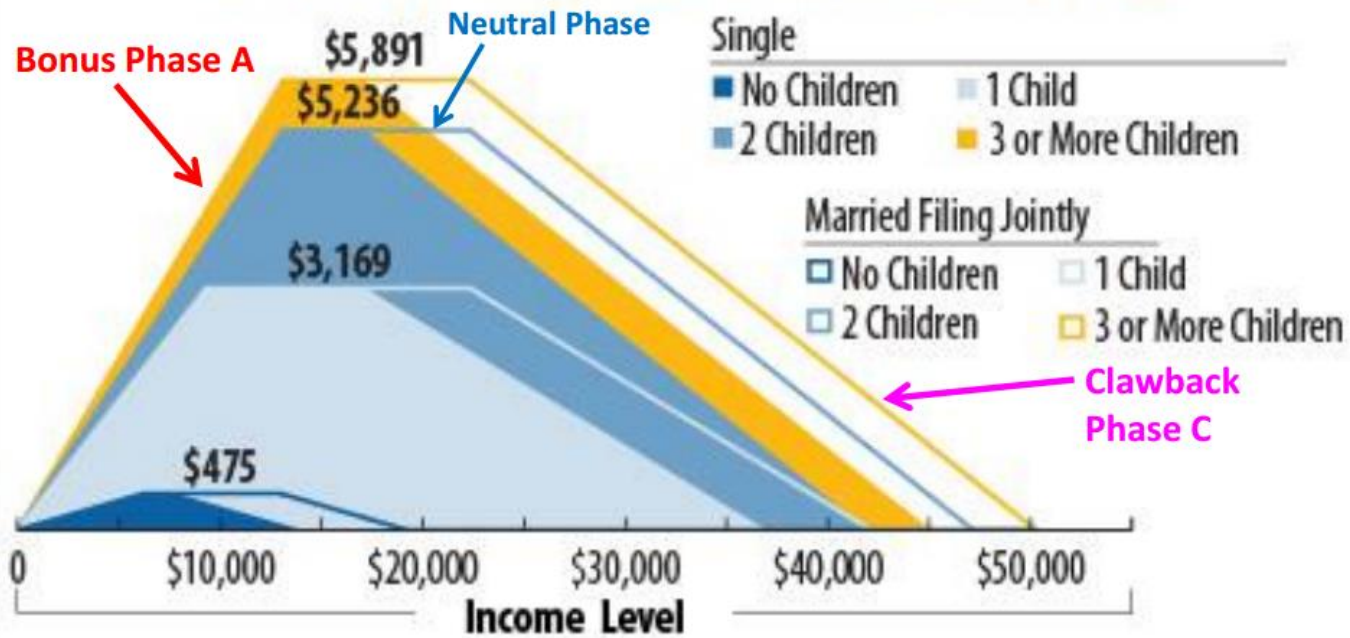 Neutral Phase
Bonus Phase A
$5,891
$5,236
$3,169
$475
Single
No Children
1 Child
2 Children
3 or More Children
Married Filing Jointly
No Children
1 Child
2 Children
3 or More Children
Clawback
Phase C
0
$10,000
$20,000
$30,000
$40,000
$50,000
Income Level